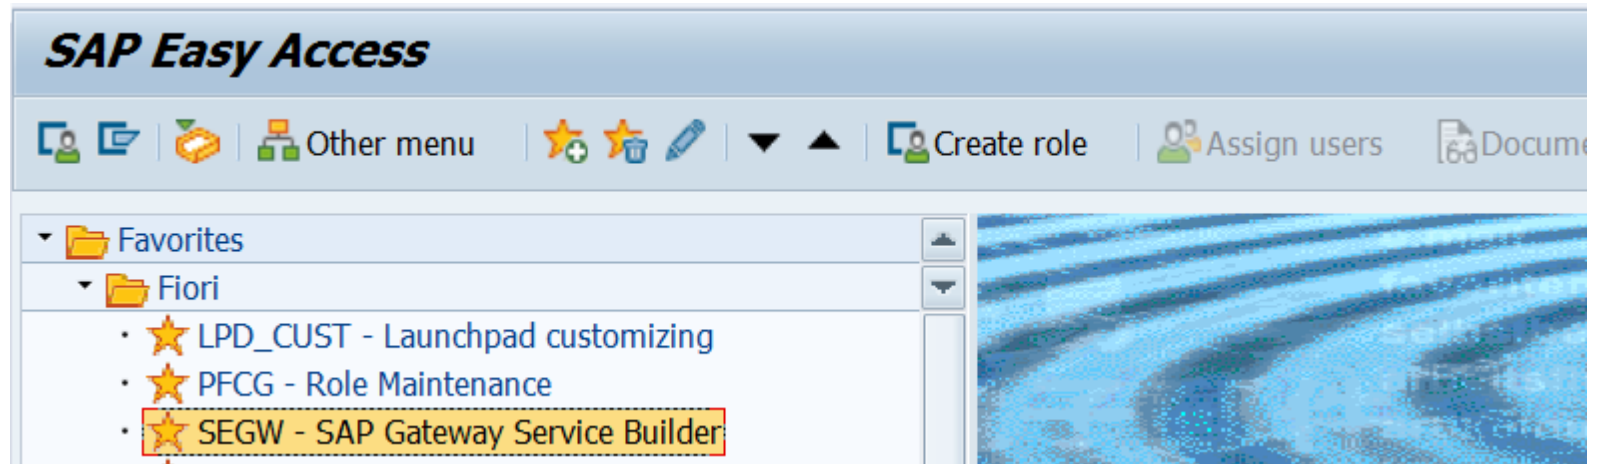 SAP Easy Access
Other menu Create role Assign users Docume
Favorites
Fiori
LPD_CUST - Launchpad customizing
PFCG - Role Maintenance
SEGW - SAP Gateway Service Builder